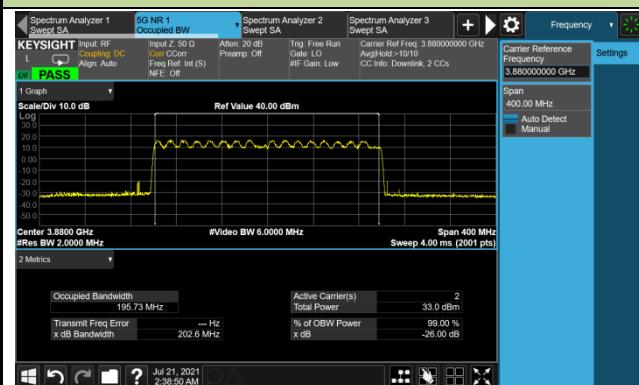 Spectrum Analyzer 1
Swept SA
5G NR 1
Occupied BW
Spectrum Analyzer 2
Swept SA
Spectrum Analyzer 3
Swept SA
+
Frequency
KEYSIGHT
L
PASS
Input: RF
Coupling: DC
Align: Auto
Input Z: 50 Ω
Corr CCorr
Freq Ref: Int (S)
NFE: Off
Atten: 20 dB
Preamp: Off
Trig: Free Run
Gate: LO
#IF Gain: Low
Carrier Ref Freq: 3.880000000 GHz
Avg|Hold:>10/10
CC Info: Downlink, 2 CCs
Carrier Reference
Frequency
3.880000000 GHz
Settings
Span
400.00 MHz
Auto Detect
Manual
1 Graph
Scale/Div 10.0 dB
Ref Value 40.00 dBm
Log
30.0
20.0
10.0
0.00
-10.0
-20.0
-30.0
-40.0
-50.0
Center 3.8800 GHz
#Video BW 6.0000 MHz
Span 400 MHz
#Res BW 2.0000 MHz
Sweep 4.00 ms (2001 pts)
2 Metrics
Occupied Bandwidth
195.73 MHz
Active Carrier(s) 2
Total Power 33.0 dBm
Transmit Freq Error --- Hz
x dB Bandwidth 202.6 MHz
% of OBW Power 99.00 %
x dB -26.00 dB
?
Jul 21, 2021
2:38:50 AM